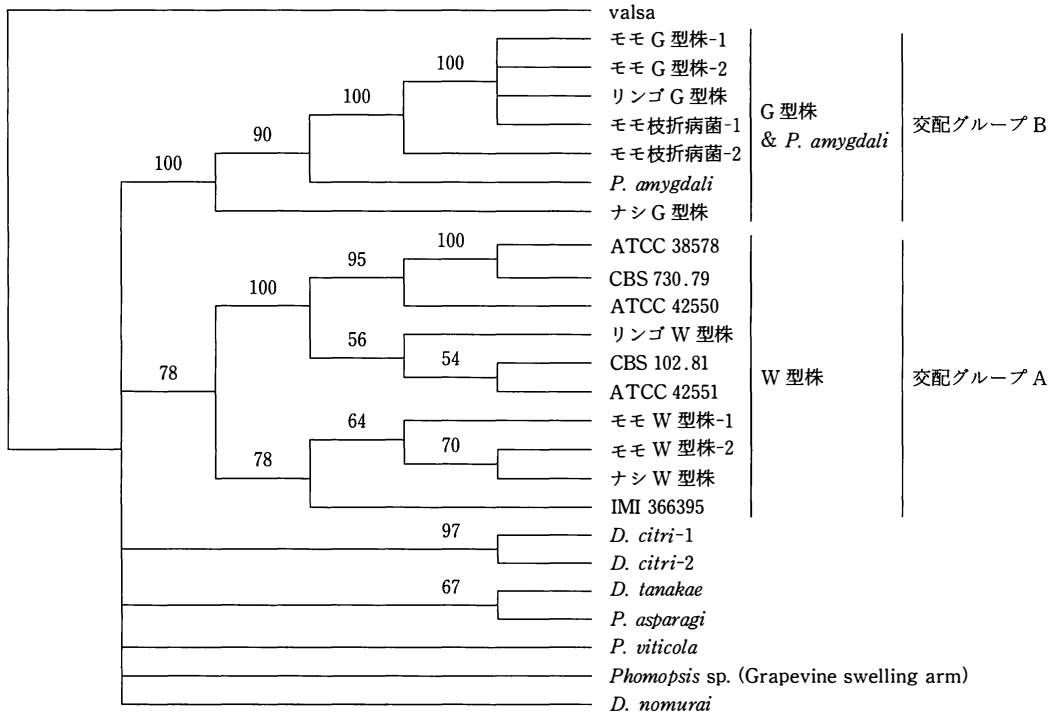 valsa
モモ G 型株-1
100
モモ G 型株-2
リンゴ G 型株
100
モモ枝折病菌-1
90
モモ枝折病菌-2
100
P. amygdali
ナシ G 型株
G 型株
& P. amygdali
交配グループ B
100
ATCC 38578
95
CBS 730.79
100
ATCC 42550
56
リンゴ W 型株
54
CBS 102.81
78
ATCC 42551
W 型株
交配グループ A
64
モモ W 型株-1
70
モモ W 型株-2
78
ナシ W 型株
IMI 366395
97
D. citri-1
D. citri-2
67
D. tanakae
P. asparagi
P. viticola
Phomopsis sp. (Grapevine swelling arm)
D. nomurai